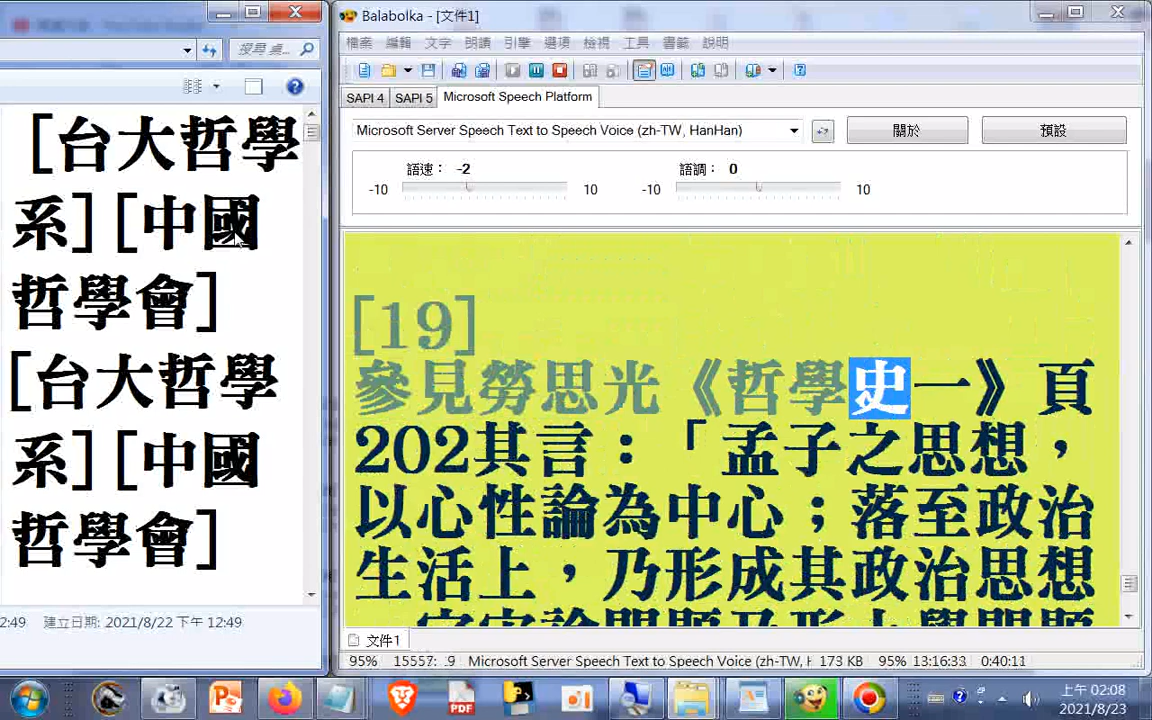 [台大哲學
系][中國
哲學會]
[台大哲學
系][中國
哲學會]
建立日期: 2021/8/22 下午 12:49
Balabolka - [文件1]
檔案 編輯 文字 朗讀 引擎 選項 檢視 工具 書籤 說明
SAPI 4 SAPI 5 Microsoft Speech Platform
Microsoft Server Speech Text to Speech Voice (zh-TW, HanHan) 關於 預設
語速： -2 語調： 0
-10 10 -10 10
[19]
參見勞思光《哲學史一》頁
202其言：「孟子之思想，
以心性論為中心；落至政治
生活上，乃形成其政治思想
文件1
95% Microsoft Server Speech Text to Speech Voice (zh-TW, 173 KB 95% 13:16:33 0:40:11
上午 02:08
2021/8/23